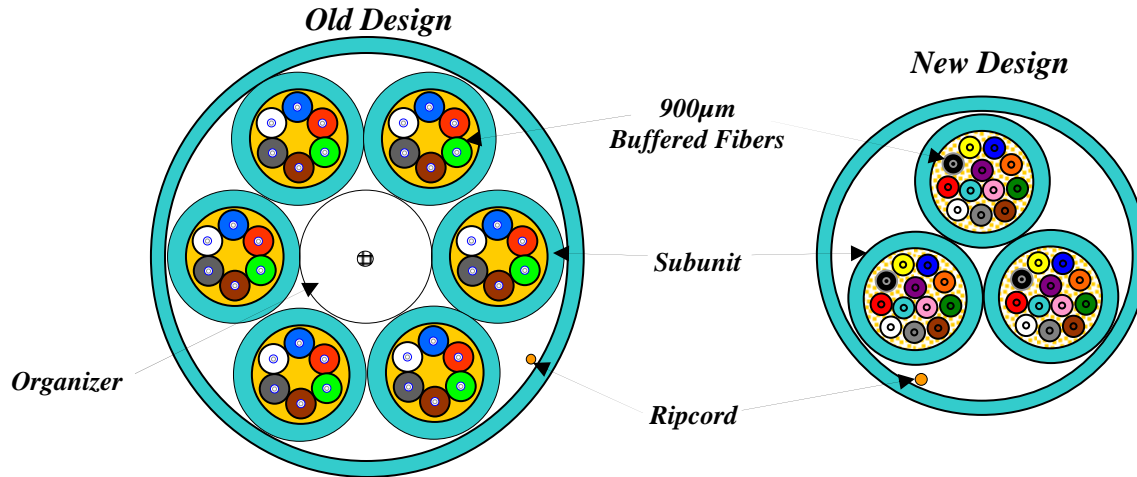 Old Design
New Design
900µm
Buffered Fibers
Subunit
Organizer
Ripcord